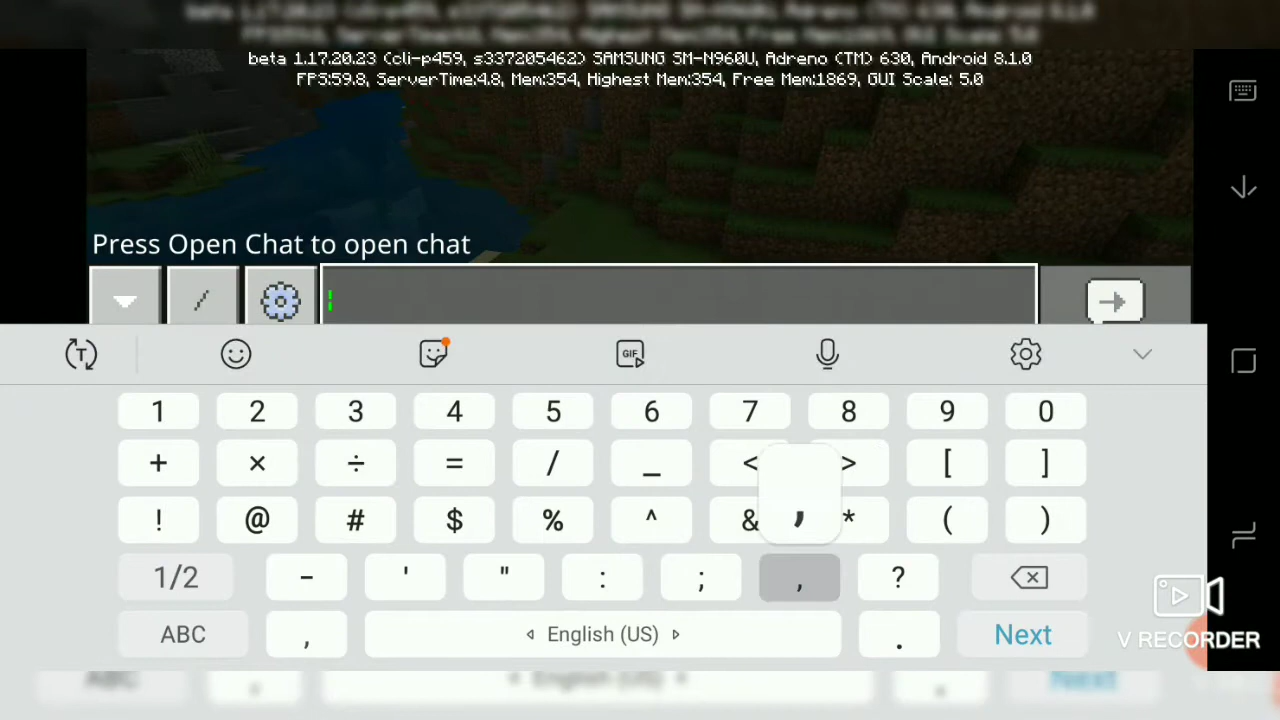 beta 1.17.20.23 (cli-p459, s337205462) SAMSUNG SM-N960U, Adreno (TM) 630, Android 8.1.0
FPS:59.8, ServerTime:4.8, Mem:354, Highest Mem:354, Free Mem:1869, GUI Scale: 5.0
Press Open Chat to open chat
/
T GIF
1 2 3 4 5 6 7 8 9 0
+ × ÷ = / _ < > [ ]
! @ # $ % ^ & , * ( )
1/2 - ' " : ; , ?
V RECORDER
ABC , English (US) . Next